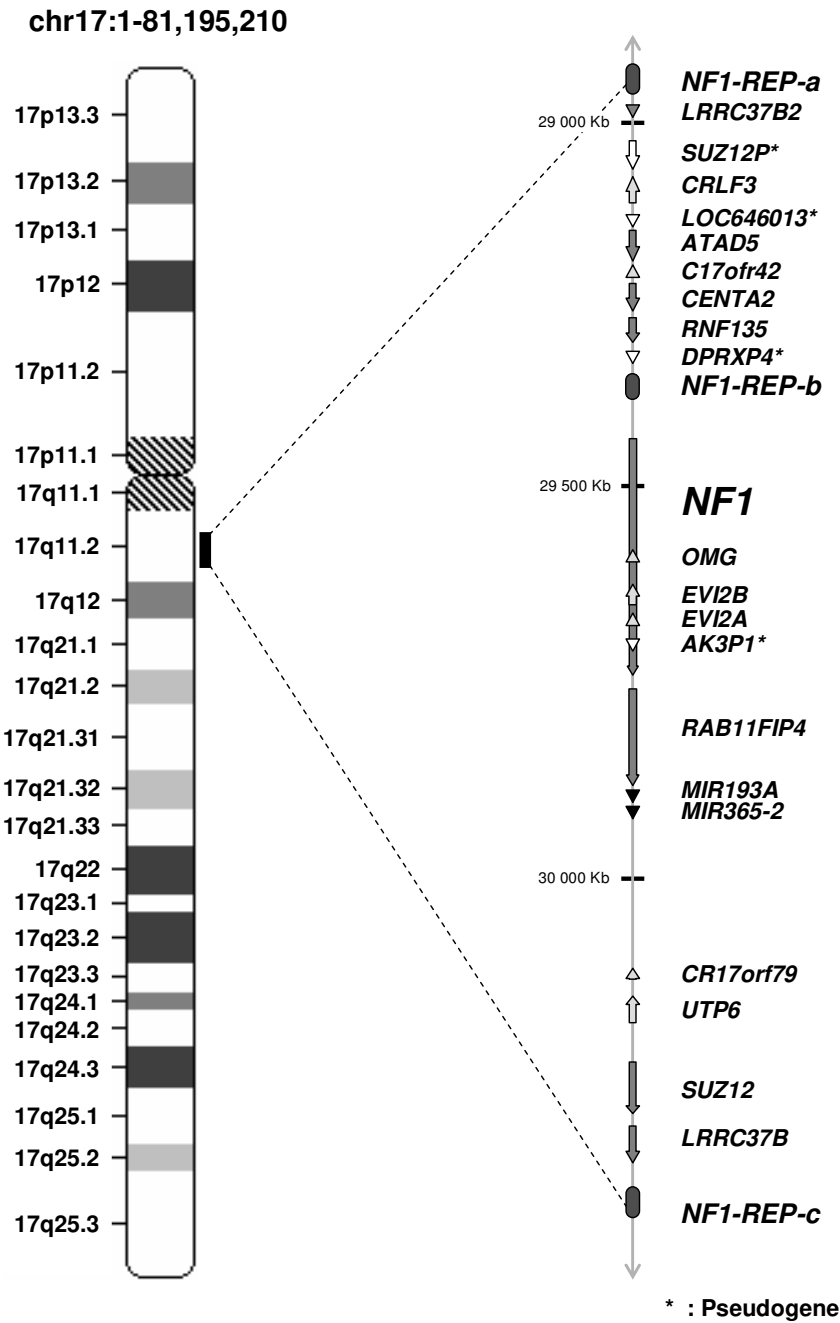 chr17:1-81,195,210
17p13.3
17p13.2
17p13.1
17p12
17p11.2
17p11.1
17q11.1
17q11.2
17q12
17q21.1
17q21.2
17q21.31
17q21.32
17q21.33
17q22
17q23.1
17q23.2
17q23.3
17q24.1
17q24.2
17q24.3
17q25.1
17q25.2
17q25.3
29 000 Kb
29 500 Kb
30 000 Kb
NF1-REP-a
LRRC37B2
SUZ12P*
CRLF3
LOC646013*
ATAD5
C17ofr42
CENTA2
RNF135
DPRXP4*
NF1-REP-b
NF1
OMG
EVI2B
EVI2A
AK3P1*
RAB11FIP4
MIR193A
MIR365-2
CR17orf79
UTP6
SUZ12
LRRC37B
NF1-REP-c
* : Pseudogene